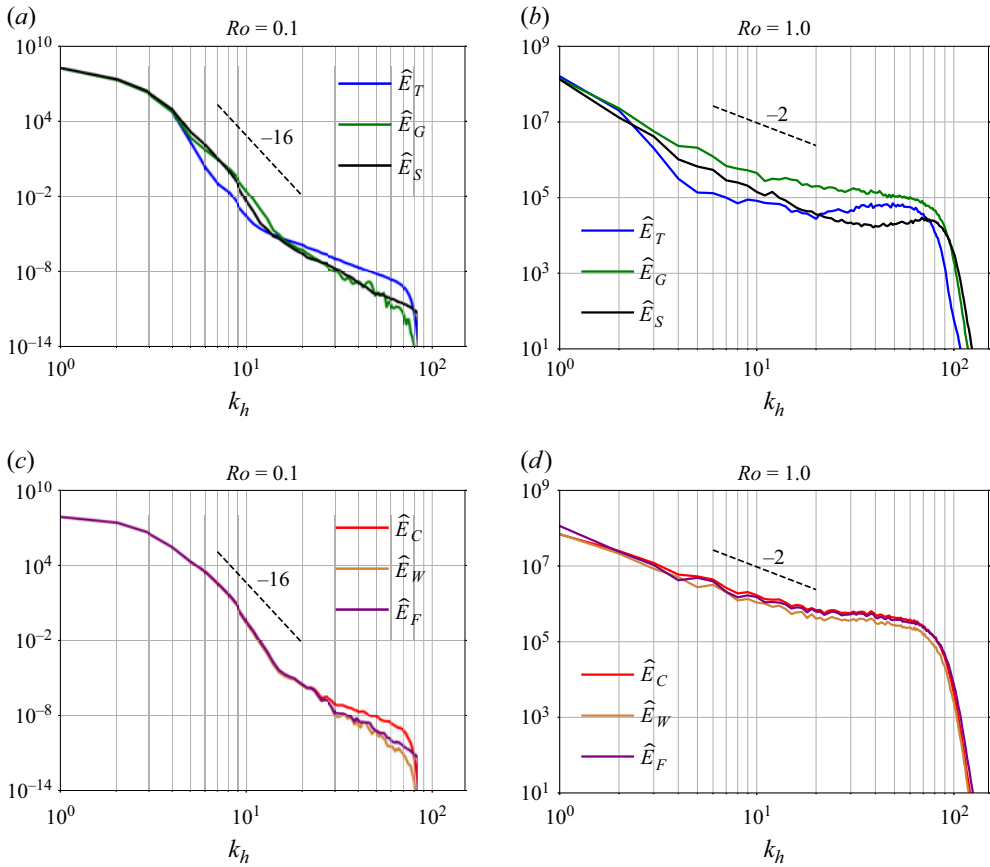 (a)
Ro = 0.1
10^10
10^4
10^−2
10^−8
10^−14
Ê_T
Ê_G
Ê_S
−16
10^0
10^1
10^2
k_h
(b)
Ro = 1.0
10^9
10^7
10^5
10^3
10^1
−2
Ê_T
Ê_G
Ê_S
10^0
10^1
10^2
k_h
(c)
Ro = 0.1
10^10
10^4
10^−2
10^−8
10^−14
Ê_C
Ê_W
Ê_F
−16
10^0
10^1
10^2
k_h
(d)
Ro = 1.0
10^9
10^7
10^5
10^3
10^1
−2
Ê_C
Ê_W
Ê_F
10^0
10^1
10^2
k_h